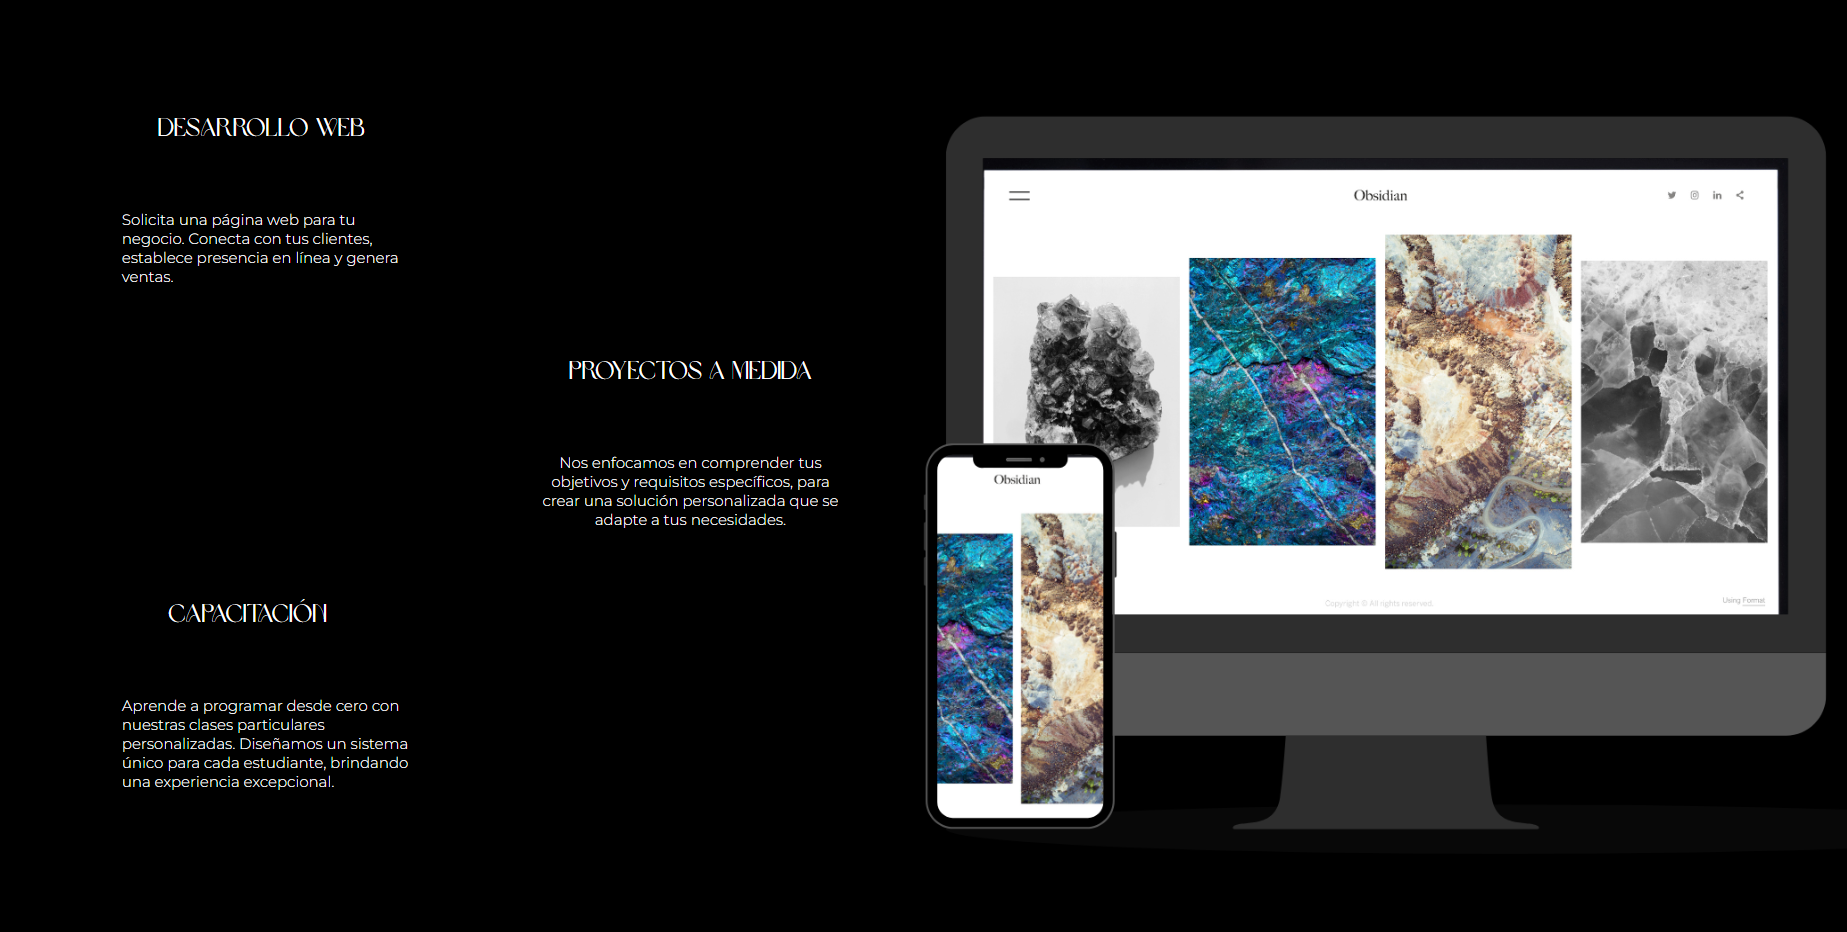 DESARROLLO WEB
Solicita una página web para tu
negocio. Conecta con tus clientes,
establece presencia en línea y genera
ventas.
PROYECTOS A MEDIDA
Nos enfocamos en comprender tus
objetivos y requisitos específicos, para
crear una solución personalizada que se
adapte a tus necesidades.
CAPACITACIÓN
Aprende a programar desde cero con
nuestras clases particulares
personalizadas. Diseñamos un sistema
único para cada estudiante, brindando
una experiencia excepcional.
Obsidian
Copyright © All rights reserved.
Using Format
Obsidian